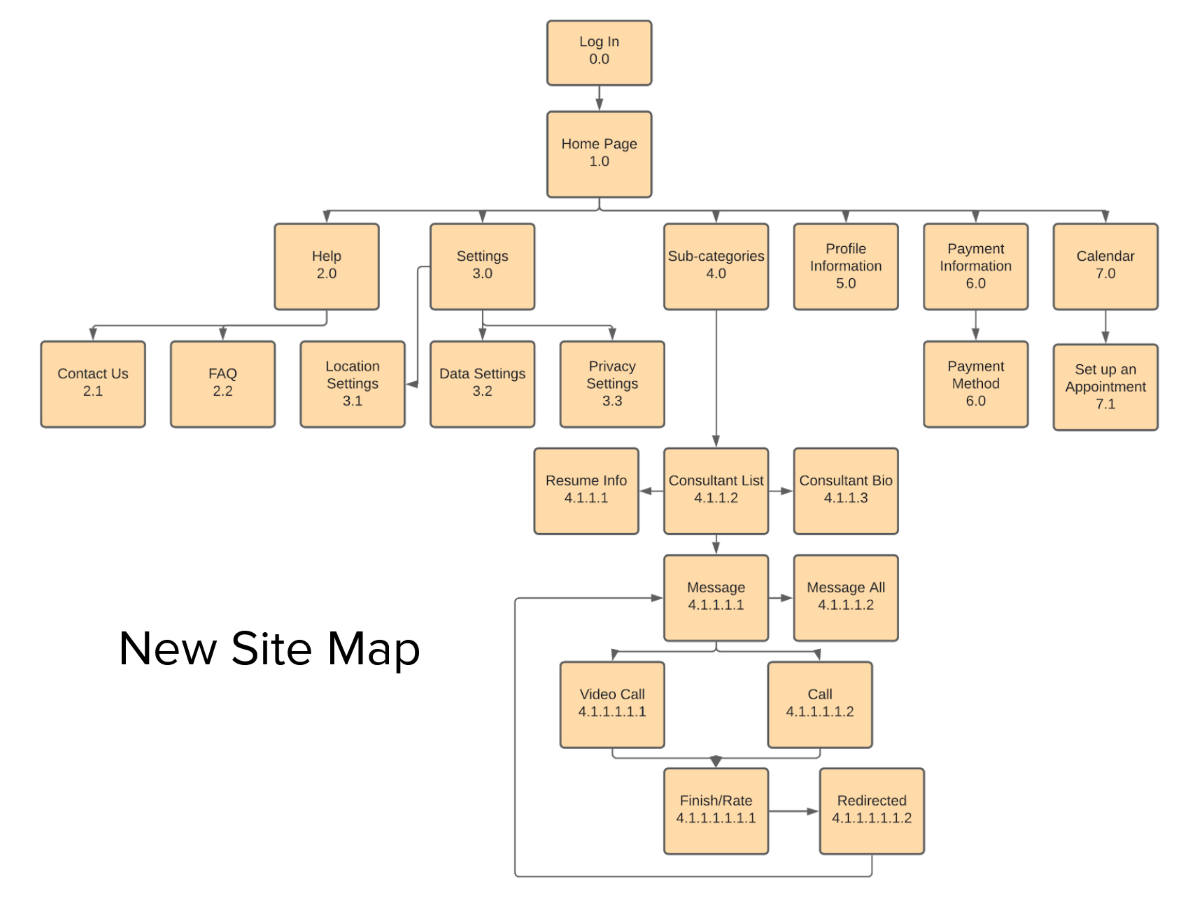 Log In
0.0
Home Page
1.0
Help
2.0
Settings
3.0
Sub-categories
4.0
Profile
Information
5.0
Payment
Information
6.0
Calendar
7.0
Contact Us
2.1
FAQ
2.2
Location
Settings
3.1
Data Settings
3.2
Privacy
Settings
3.3
Payment
Method
6.0
Set up an
Appointment
7.1
Resume Info
4.1.1.1
Consultant List
4.1.1.2
Consultant Bio
4.1.1.3
Message
4.1.1.1.1
Message All
4.1.1.1.2
New Site Map
Video Call
4.1.1.1.1.1
Call
4.1.1.1.1.2
Finish/Rate
4.1.1.1.1.1.1
Redirected
4.1.1.1.1.1.2